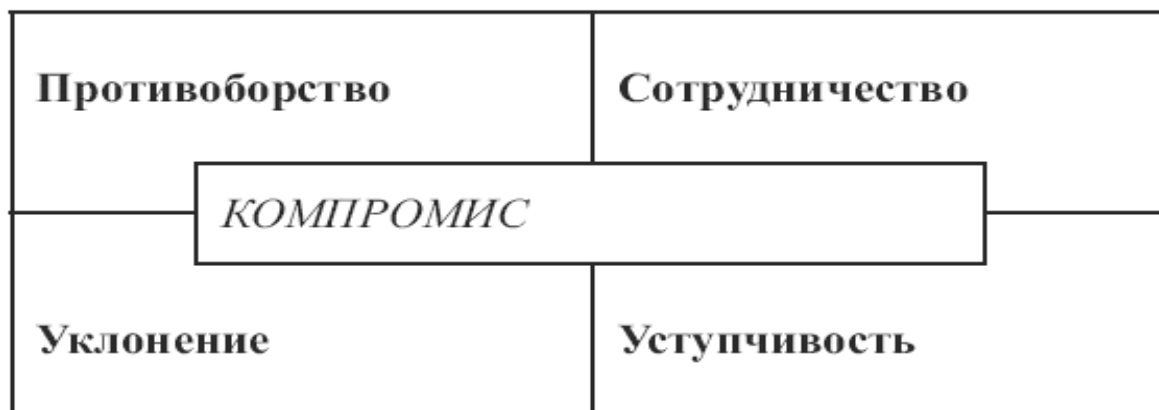 Противоборство
Сотрудничество
КОМПРОМИС
Уклонение
Уступчивость